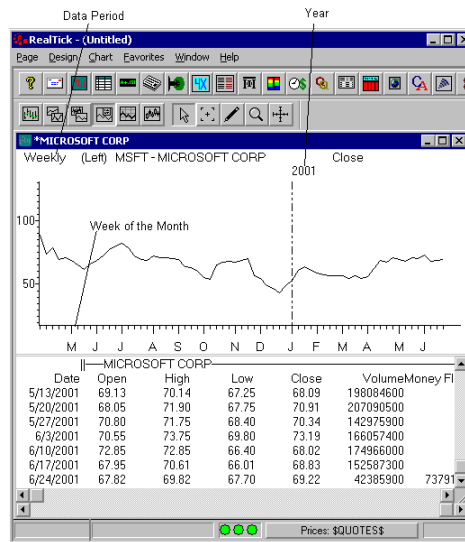 Data Period
Year
RealTick - (Untitled)
Page Design Chart Favorites Window Help
*MICROSOFT CORP
Weekly (Left) MSFT - MICROSOFT CORP Close
2001
100
Week of the Month
50
M J J A S O N D J F M A M J
MICROSOFT CORP
Date Open High Low Close VolumeMoney Fl
5/13/2001 69.13 70.14 67.25 68.09 198084600
5/20/2001 68.05 71.90 67.75 70.91 207090500
5/27/2001 70.80 71.75 68.40 70.34 142975900
6/3/2001 70.55 73.75 69.80 73.19 166057400
6/10/2001 72.85 72.85 66.40 68.02 174966000
6/17/2001 67.95 70.61 66.01 68.83 152587300
6/24/2001 67.82 69.82 67.70 69.22 42385900 73791
Prices: $QUOTES$